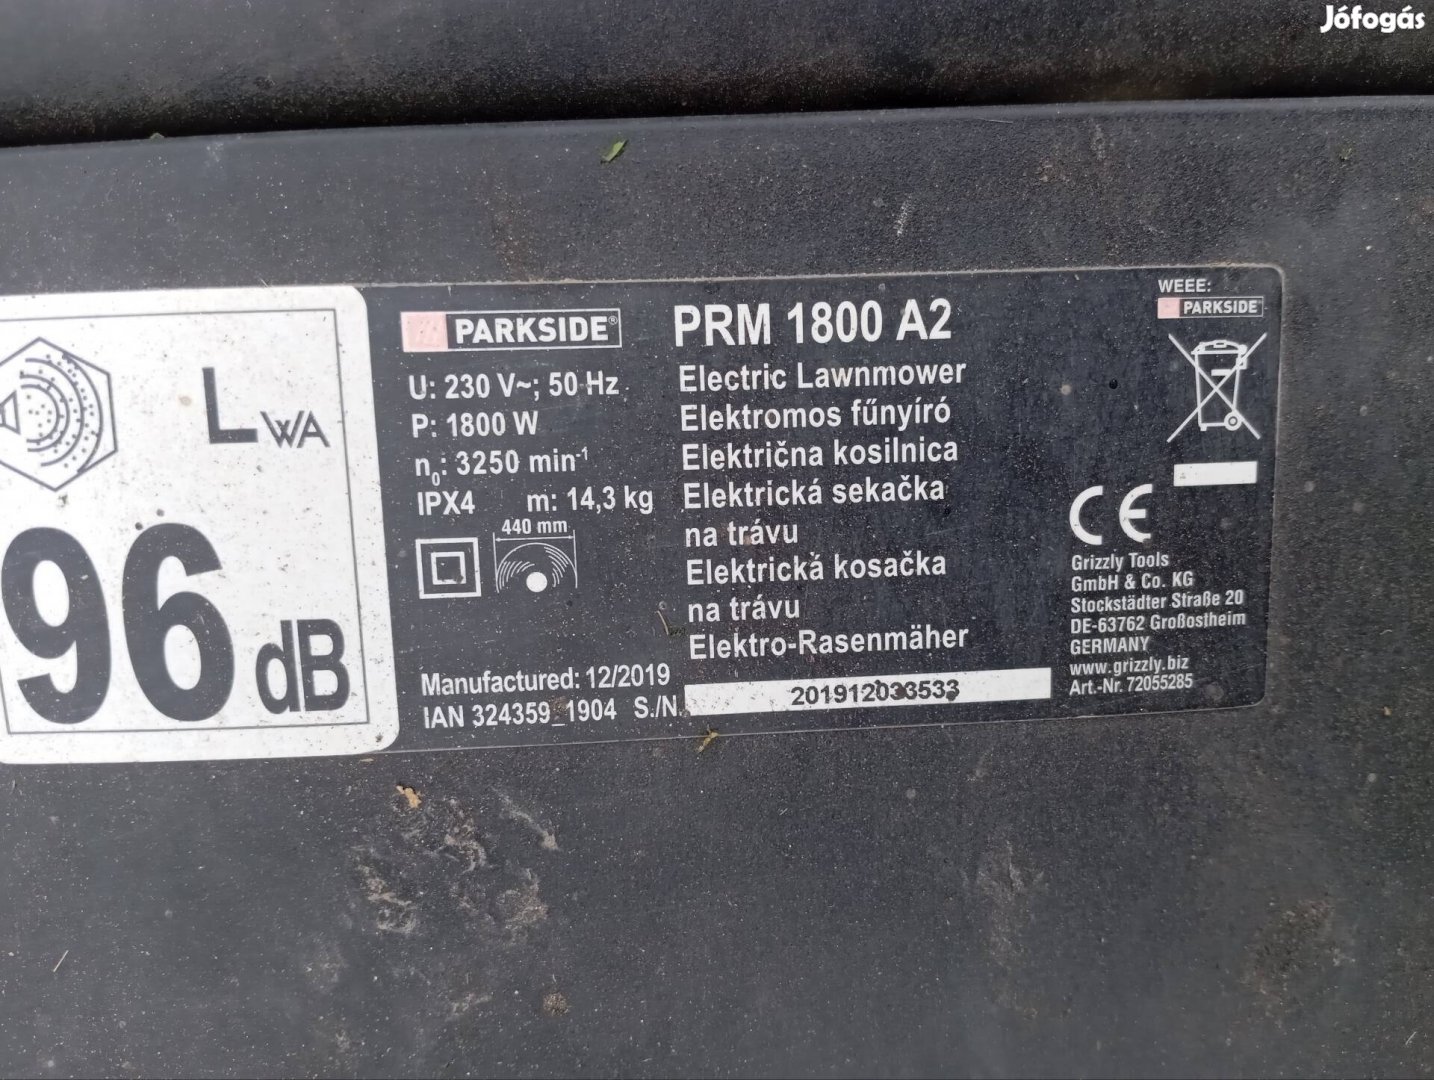 Jófogás
LWA
96 dB
PARKSIDE®
U: 230 V~; 50 Hz
P: 1800 W
n0: 3250 min-1
IPX4 m: 14,3 kg
440 mm
PRM 1800 A2
Electric Lawnmower
Elektromos fűnyíró
Električna kosilnica
Elektrická sekačka
na trávu
Elektrická kosačka
na trávu
Elektro-Rasenmäher
Manufactured: 12/2019
IAN 324359_1904 S./N.
201912033533
WEEE:
PARKSIDE
CE
Grizzly Tools
GmbH & Co. KG
Stockstädter Straße 20
DE-63762 Großostheim
GERMANY
www.grizzly.biz
Art.-Nr. 72055285